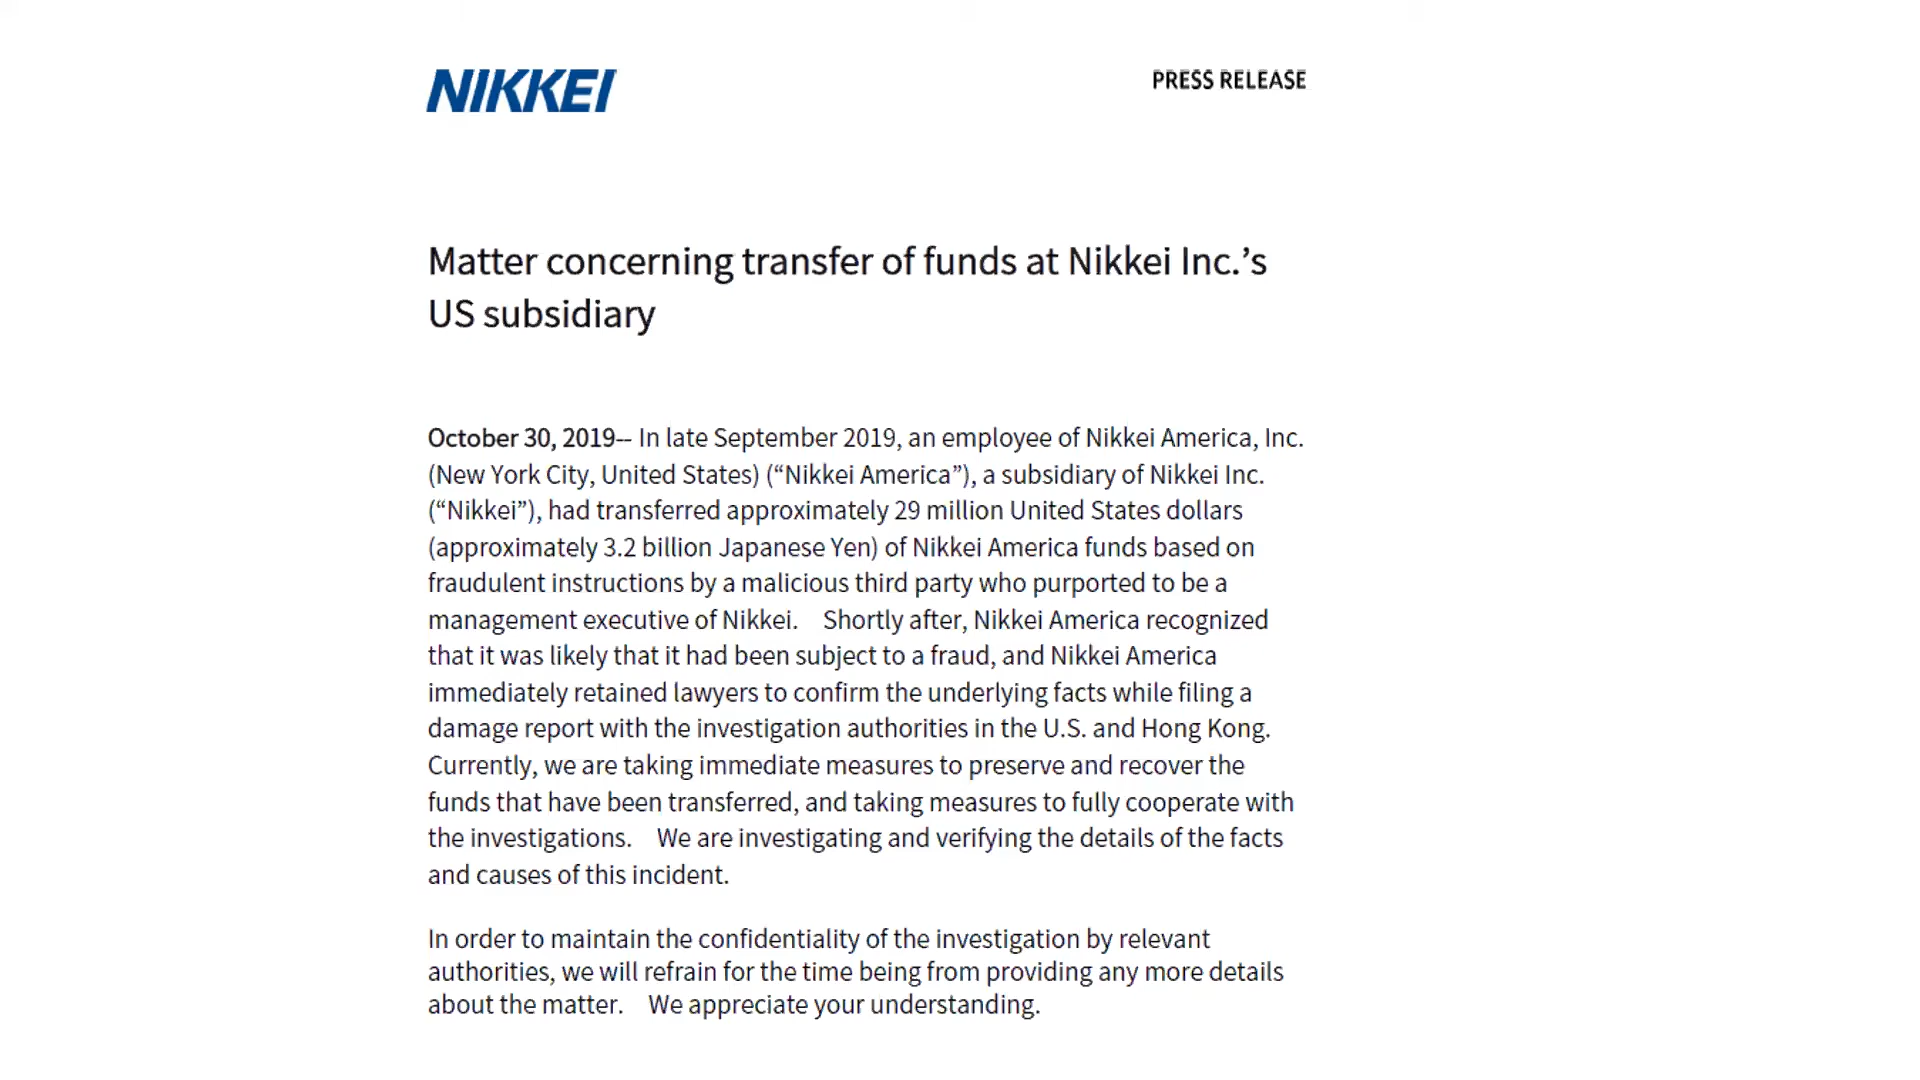 NIKKEI
PRESS RELEASE
Matter concerning transfer of funds at Nikkei Inc.’s
US subsidiary
October 30, 2019-- In late September 2019, an employee of Nikkei America, Inc.
(New York City, United States) (“Nikkei America”), a subsidiary of Nikkei Inc.
(“Nikkei”), had transferred approximately 29 million United States dollars
(approximately 3.2 billion Japanese Yen) of Nikkei America funds based on
fraudulent instructions by a malicious third party who purported to be a
management executive of Nikkei. Shortly after, Nikkei America recognized
that it was likely that it had been subject to a fraud, and Nikkei America
immediately retained lawyers to confirm the underlying facts while filing a
damage report with the investigation authorities in the U.S. and Hong Kong.
Currently, we are taking immediate measures to preserve and recover the
funds that have been transferred, and taking measures to fully cooperate with
the investigations. We are investigating and verifying the details of the facts
and causes of this incident.
In order to maintain the confidentiality of the investigation by relevant
authorities, we will refrain for the time being from providing any more details
about the matter. We appreciate your understanding.